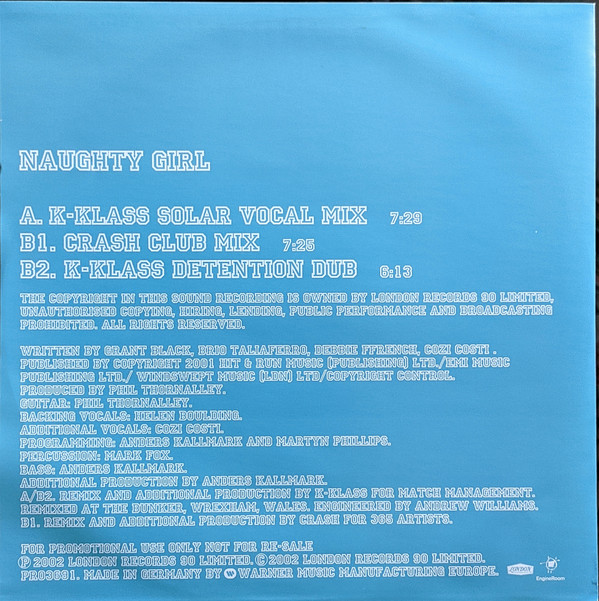 NAUGHTY GIRL
A. K-KLASS SOLAR VOCAL MIX 7:29
B1. CRASH CLUB MIX 7:25
B2. K-KLASS DETENTION DUB 6:13
THE COPYRIGHT IN THIS SOUND RECORDING IS OWNED BY LONDON RECORDS 90 LIMITED,
UNAUTHORISED COPYING, HIRING, LENDING, PUBLIC PERFORMANCE AND BROADCASTING
PROHIBITED. ALL RIGHTS RESERVED.
WRITTEN BY GRANT BLACK, BRIO TALIAFERRO, DEBBIE FFRENCH, COZI COSTI .
PUBLISHED BY COPYRIGHT 2001 HIT & RUN MUSIC (PUBLISHING) LTD./EMI MUSIC
PUBLISHING LTD./ WINDSWEPT MUSIC (LDN) LTD/COPYRIGHT CONTROL.
PRODUCED BY PHIL THORNALLEY.
GUITAR: PHIL THORNALLEY.
BACKING VOCALS: HELEN BOULDING.
ADDITIONAL VOCALS: COZI COSTI.
PROGRAMMING: ANDERS KALLMARK AND MARTYN PHILLIPS.
PERCUSSION: MARK FOX.
BASS: ANDERS KALLMARK.
ADDITIONAL PRODUCTION BY ANDERS KALLMARK.
A/B2. REMIX AND ADDITIONAL PRODUCTION BY K-KLASS FOR MATCH MANAGEMENT.
REMIXED AT THE BUNKER, WREXHAM, WALES. ENGINEERED BY ANDREW WILLIAMS.
B1. REMIX AND ADDITIONAL PRODUCTION BY CRASH FOR 365 ARTISTS.
FOR PROMOTIONAL USE ONLY NOT FOR RE-SALE
Ⓟ 2002 LONDON RECORDS 90 LIMITED. © 2002 LONDON RECORDS 90 LIMITED.
PRO3691. MADE IN GERMANY BY WARNER MUSIC MANUFACTURING EUROPE.
LONDON
EngineRoom